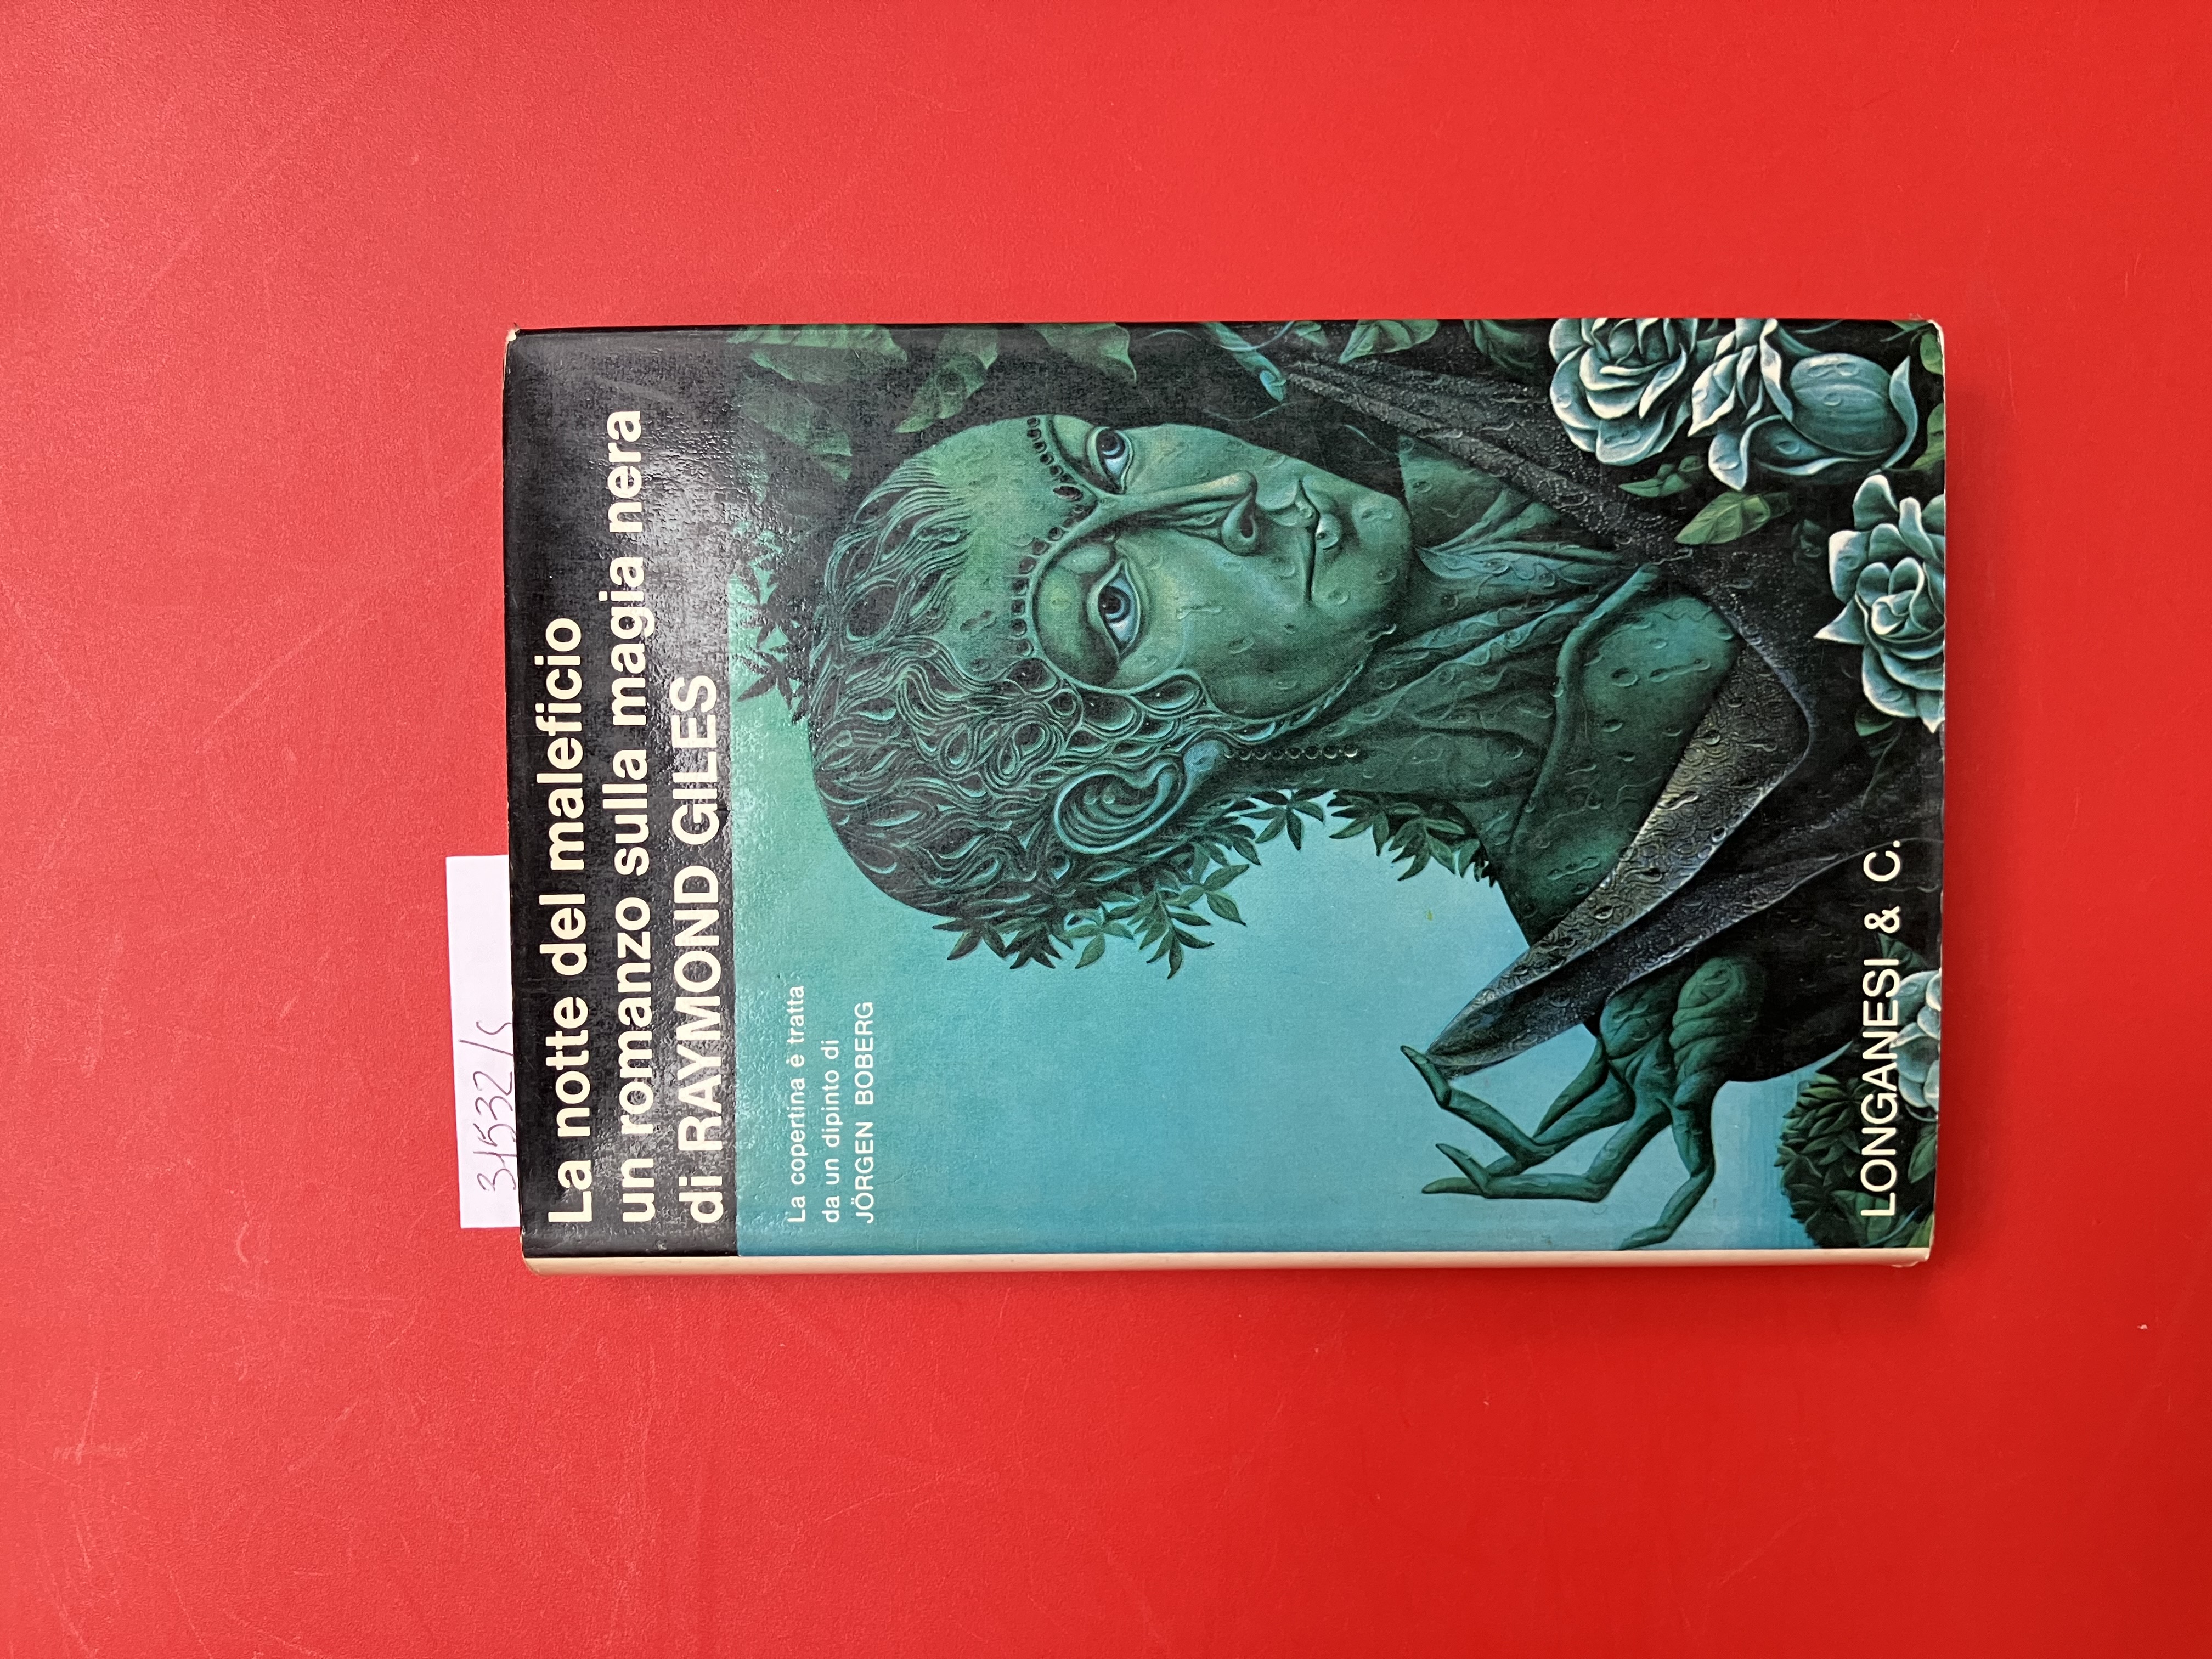 31532/S
La notte del maleficio
un romanzo sulla magia nera
di RAYMOND GILES
La copertina è tratta
da un dipinto di
JÖRGEN BOBERG
LONGANESI & C.